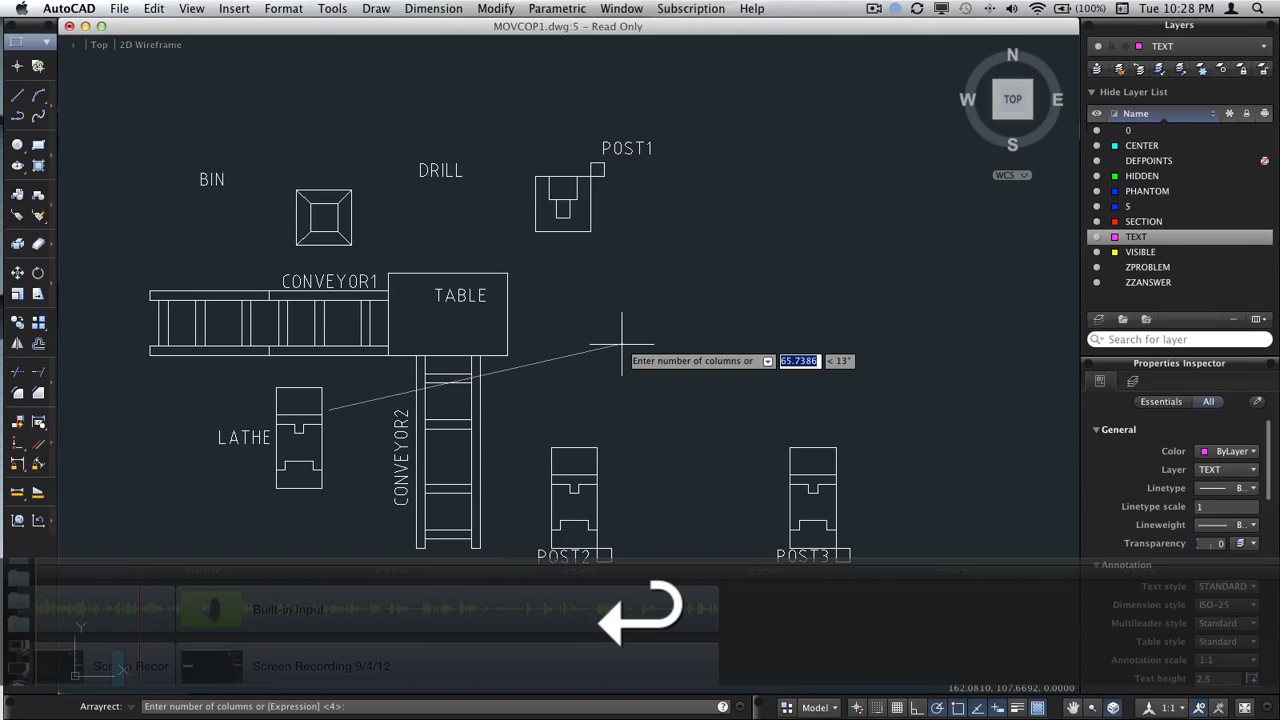 AutoCAD File Edit View Insert Format Tools Draw Dimension Modify Parametric Window Subscription Help (100%) Tue 10:28 PM
MOVCOP1.dwg:5 – Read Only
Layers
+ Top 2D Wireframe
TEXT
N
W TOP E
S
WCS
Hide Layer List
Name
0
CENTER
DEFPOINTS
HIDDEN
PHANTOM
S
SECTION
TEXT
VISIBLE
ZPROBLEM
ZZANSWER
Search for layer
POST1
DRILL
BIN
CONVEYOR1
TABLE
Enter number of columns or 65.7386 < 13°
LATHE
CONVEYOR2
POST2
POST3
Properties Inspector
Essentials All
General
Color ByLayer
Layer TEXT
Linetype B..
Linetype scale 1
Lineweight B..
Transparency 0
Annotation
Text style STANDARD
Dimension style ISO-25
Multileader style Standard
Table style Standard
Annotation scale 1:1
Text height 2.5
Built-in Input
Y
X
Screen Recor
Screen Recording 9/4/12
162.0810, 107.6692, 0.0000
Arrayrect: Enter number of columns or [Expression] <4>:
Model
1:1